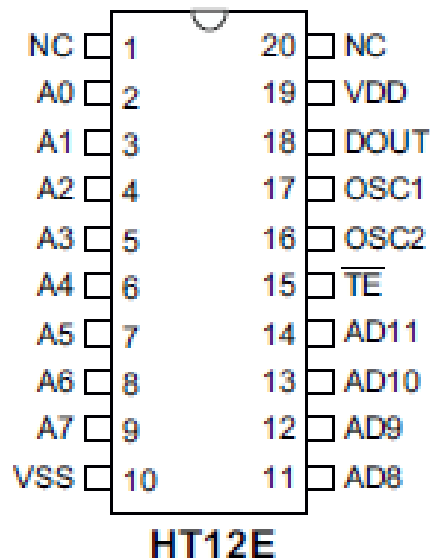 NC 1 20 NC
A0 2 19 VDD
A1 3 18 DOUT
A2 4 17 OSC1
A3 5 16 OSC2
A4 6 15 TE
A5 7 14 AD11
A6 8 13 AD10
A7 9 12 AD9
VSS 10 11 AD8
HT12E